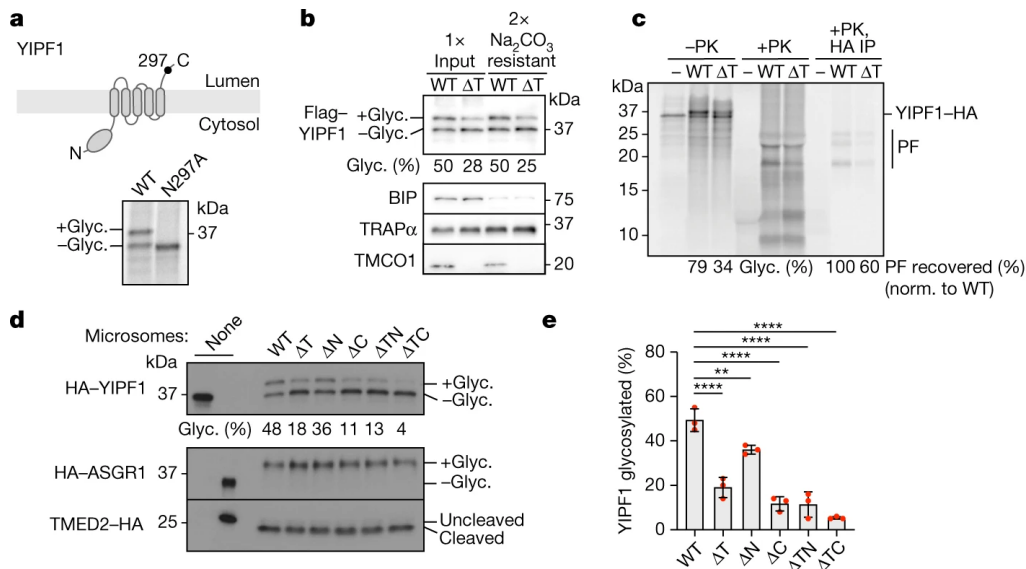 a
YIPF1
297 C
Lumen
Cytosol
N
WT N297A
kDa
+Glyc.
37
–Glyc.
b
1× Input
2× Na2CO3 resistant
WT ΔT WT ΔT
kDa
Flag–YIPF1
+Glyc.
–Glyc.
37
Glyc. (%) 50 28 50 25
BIP 75
TRAPα 37
TMCO1 20
c
–PK +PK +PK, HA IP
– WT ΔT – WT ΔT – WT ΔT
kDa
37 YIPF1–HA
25
PF
20
15
10
79 34 Glyc. (%) 100 60 PF recovered (%)
(norm. to WT)
d
Microsomes: None WT ΔT ΔN ΔC ΔTN ΔTC
kDa
HA–YIPF1 37 +Glyc.
–Glyc.
Glyc. (%) 48 18 36 11 13 4
HA–ASGR1 37 +Glyc.
–Glyc.
TMED2–HA 25 Uncleaved
Cleaved
e
****
****
****
**
****
YIPF1 glycosylated (%)
80
60
40
20
0
WT ΔT ΔN ΔC ΔTN ΔTC